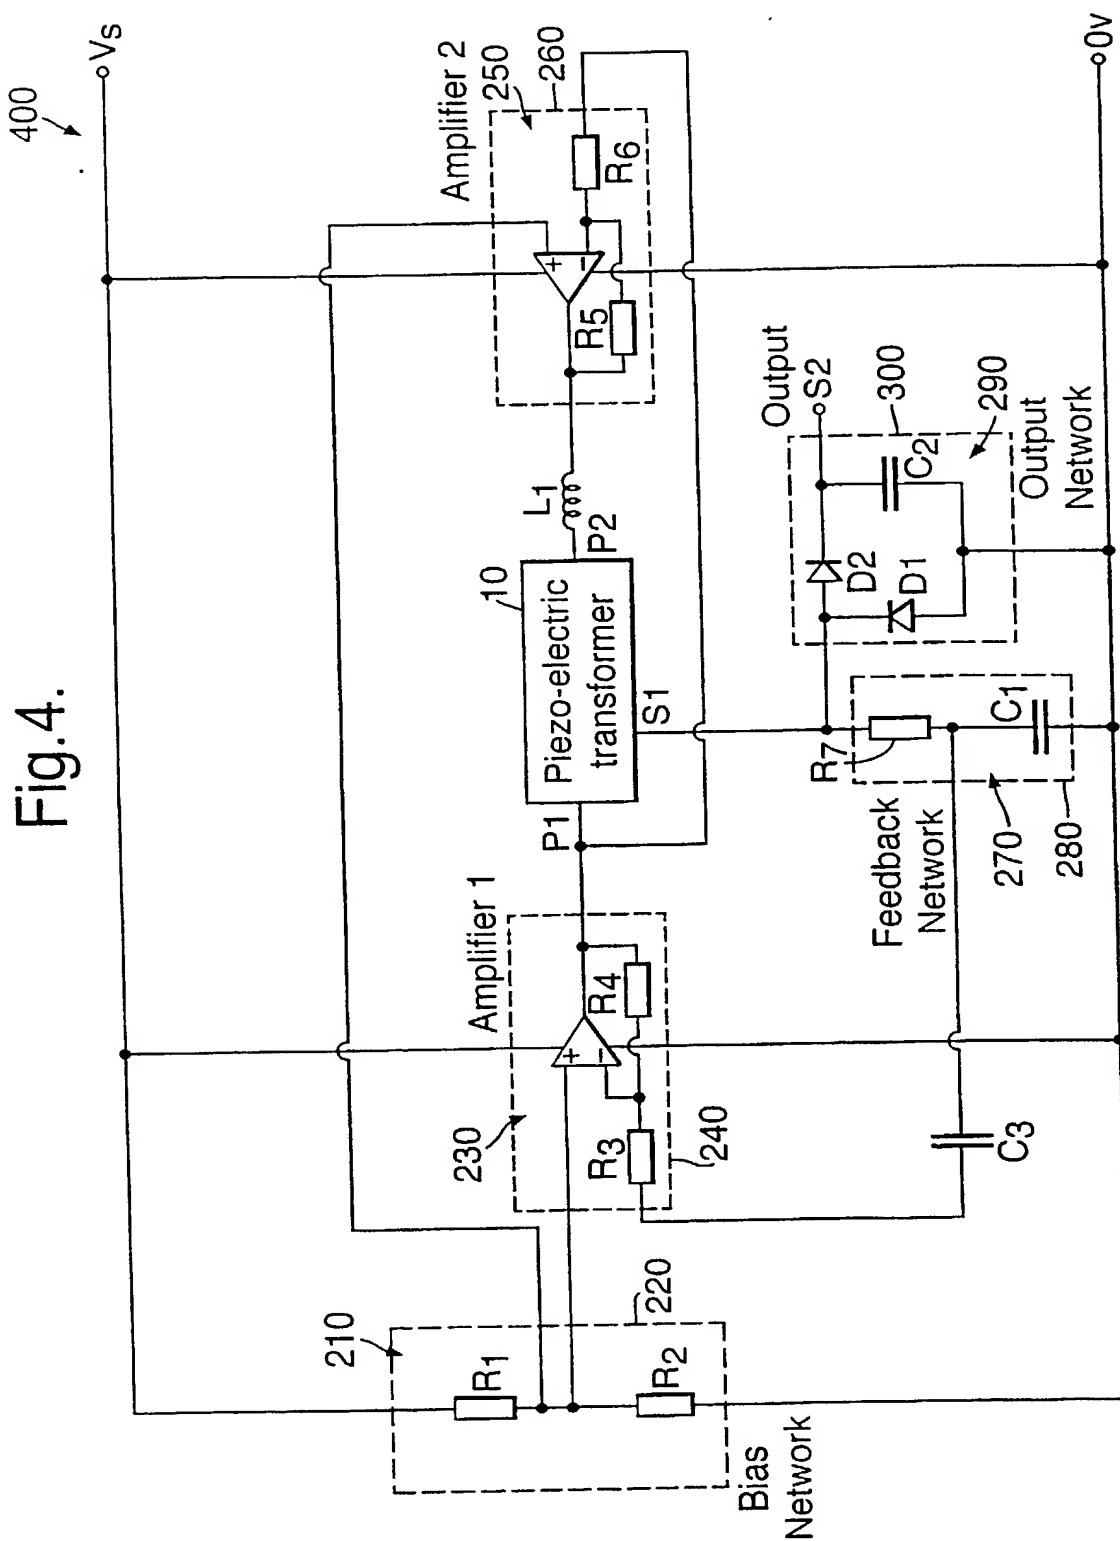 Fig.4.
400
Vs
Amplifier 2
250
260
R6
R5
L1
P2
10
Piezo-electric
transformer
P1
S1
Amplifier 1
230
240
R3
R4
+
−
+
−
210
220
R1
R2
Bias
Network
C3
Feedback
Network
270
280
R7
C1
Output
S2
300
290
D2
D1
C2
Output
Network
0v